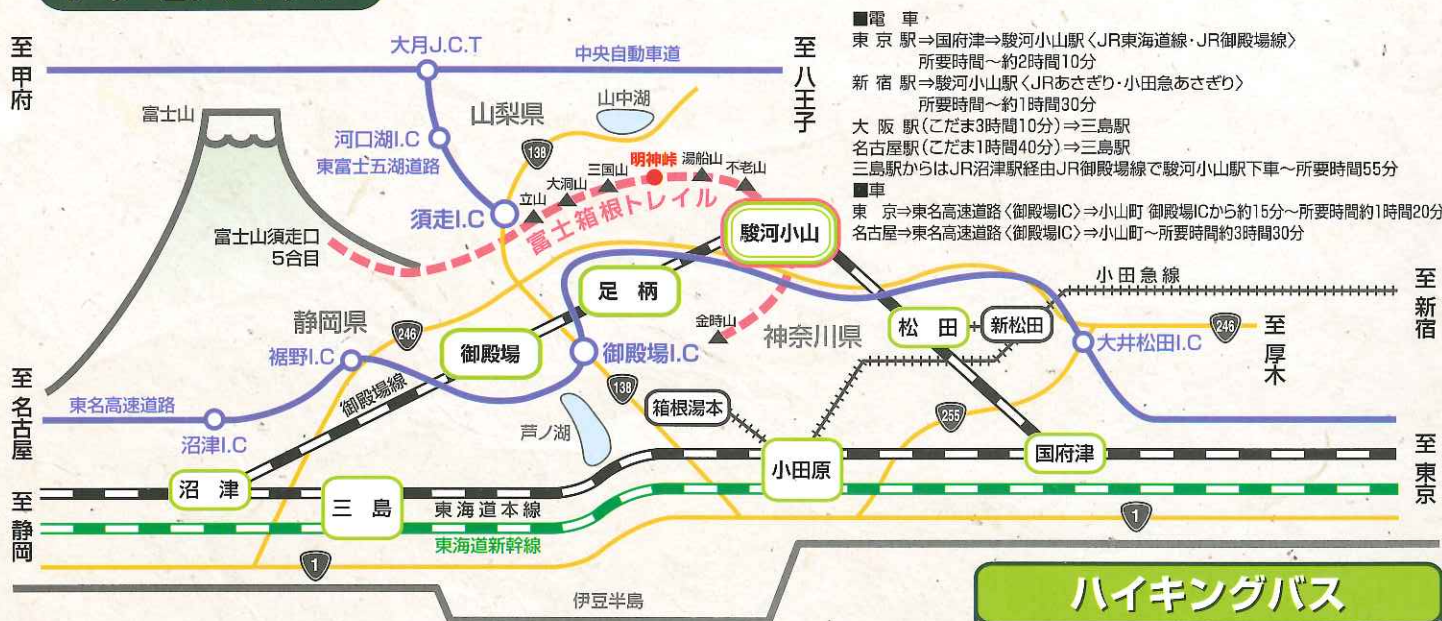 ■電 車
東 京 駅⇒国府津⇒駿河小山駅〈JR東海道線・JR御殿場線〉
所要時間～約2時間10分
新 宿 駅⇒駿河小山駅〈JRあさぎり・小田急あさぎり〉
所要時間～約1時間30分
大 阪 駅(こだま3時間10分)⇒三島駅
名古屋駅(こだま1時間40分)⇒三島駅
三島駅からはJR沼津駅経由JR御殿場線で駿河小山駅下車～所要時間55分
■車
東 京⇒東名高速道路〈御殿場IC〉⇒小山町 御殿場ICから約15分～所要時間約1時間20分
名古屋⇒東名高速道路〈御殿場IC〉⇒小山町～所要時間約3時間30分
至甲府
大月J.C.T
中央自動車道
至八王子
富士山
河口湖I.C
東富士五湖道路
山梨県
山中湖
138
須走I.C
立山
大洞山
三国山
明神峠
湯船山
不老山
富士箱根トレイル
富士山須走口
5合目
駿河小山
足 柄
静岡県
246
御殿場
裾野I.C
御殿場I.C
金時山
神奈川県
松 田
新松田
小田急線
至新宿
大井松田I.C
246
至厚木
至名古屋
東名高速道路
沼津I.C
御殿場線
138
芦ノ湖
箱根湯本
255
小田原
国府津
至東京
沼 津
三 島
東海道本線
東海道新幹線
至静岡
1
1
伊豆半島
ハイキングバス